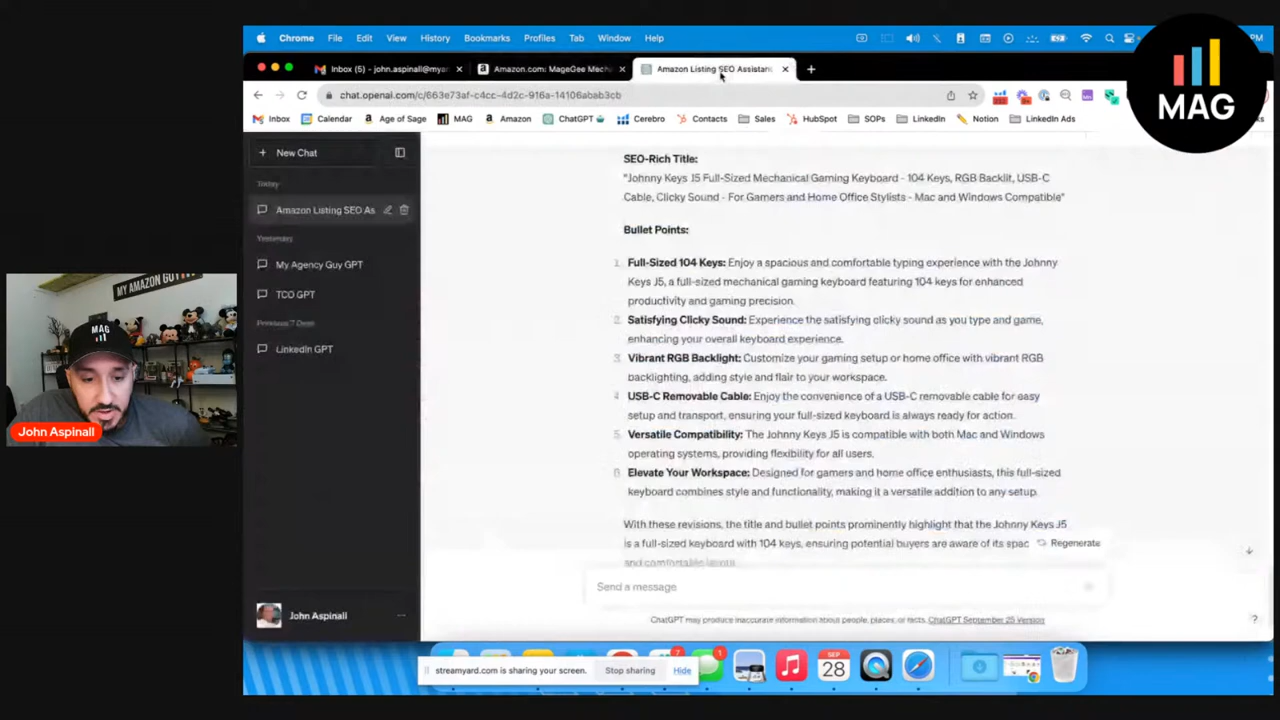 Chrome File Edit View History Bookmarks Profiles Tab Window Help
Inbox (5) - john.aspinall@myar
Amazon.com: MageGee Mech
Amazon Listing SEO Assistant
chat.openai.com/c/663e73af-c4cc-4d2c-916a-14106abab3cb
Inbox Calendar Age of Sage MAG Amazon ChatGPT Cerebro Contacts Sales HubSpot SOPs LinkedIn Notion LinkedIn Ads
MAG
New Chat
Today
Amazon Listing SEO As
Yesterday
My Agency Guy GPT
TCO GPT
Previous 7 Days
LinkedIn GPT
John Aspinall
SEO-Rich Title:
"Johnny Keys J5 Full-Sized Mechanical Gaming Keyboard - 104 Keys, RGB Backlit, USB-C
Cable, Clicky Sound - For Gamers and Home Office Stylists - Mac and Windows Compatible"
Bullet Points:
1. Full-Sized 104 Keys: Enjoy a spacious and comfortable typing experience with the Johnny
Keys J5, a full-sized mechanical gaming keyboard featuring 104 keys for enhanced
productivity and gaming precision.
2. Satisfying Clicky Sound: Experience the satisfying clicky sound as you type and game,
enhancing your overall keyboard experience.
3. Vibrant RGB Backlight: Customize your gaming setup or home office with vibrant RGB
backlighting, adding style and flair to your workspace.
4. USB-C Removable Cable: Enjoy the convenience of a USB-C removable cable for easy
setup and transport, ensuring your full-sized keyboard is always ready for action.
5. Versatile Compatibility: The Johnny Keys J5 is compatible with both Mac and Windows
operating systems, providing flexibility for all users.
6. Elevate Your Workspace: Designed for gamers and home office enthusiasts, this full-sized
keyboard combines style and functionality, making it a versatile addition to any setup.
With these revisions, the title and bullet points prominently highlight that the Johnny Keys J5
is a full-sized keyboard with 104 keys, ensuring potential buyers are aware of its spac
and comfortable layout.
Regenerate
Send a message
ChatGPT may produce inaccurate information about people, places, or facts. ChatGPT September 25 Version
?
streamyard.com is sharing your screen. Stop sharing Hide
SEP
28
7
1
MY AMAZON GUY
MAG
John Aspinall